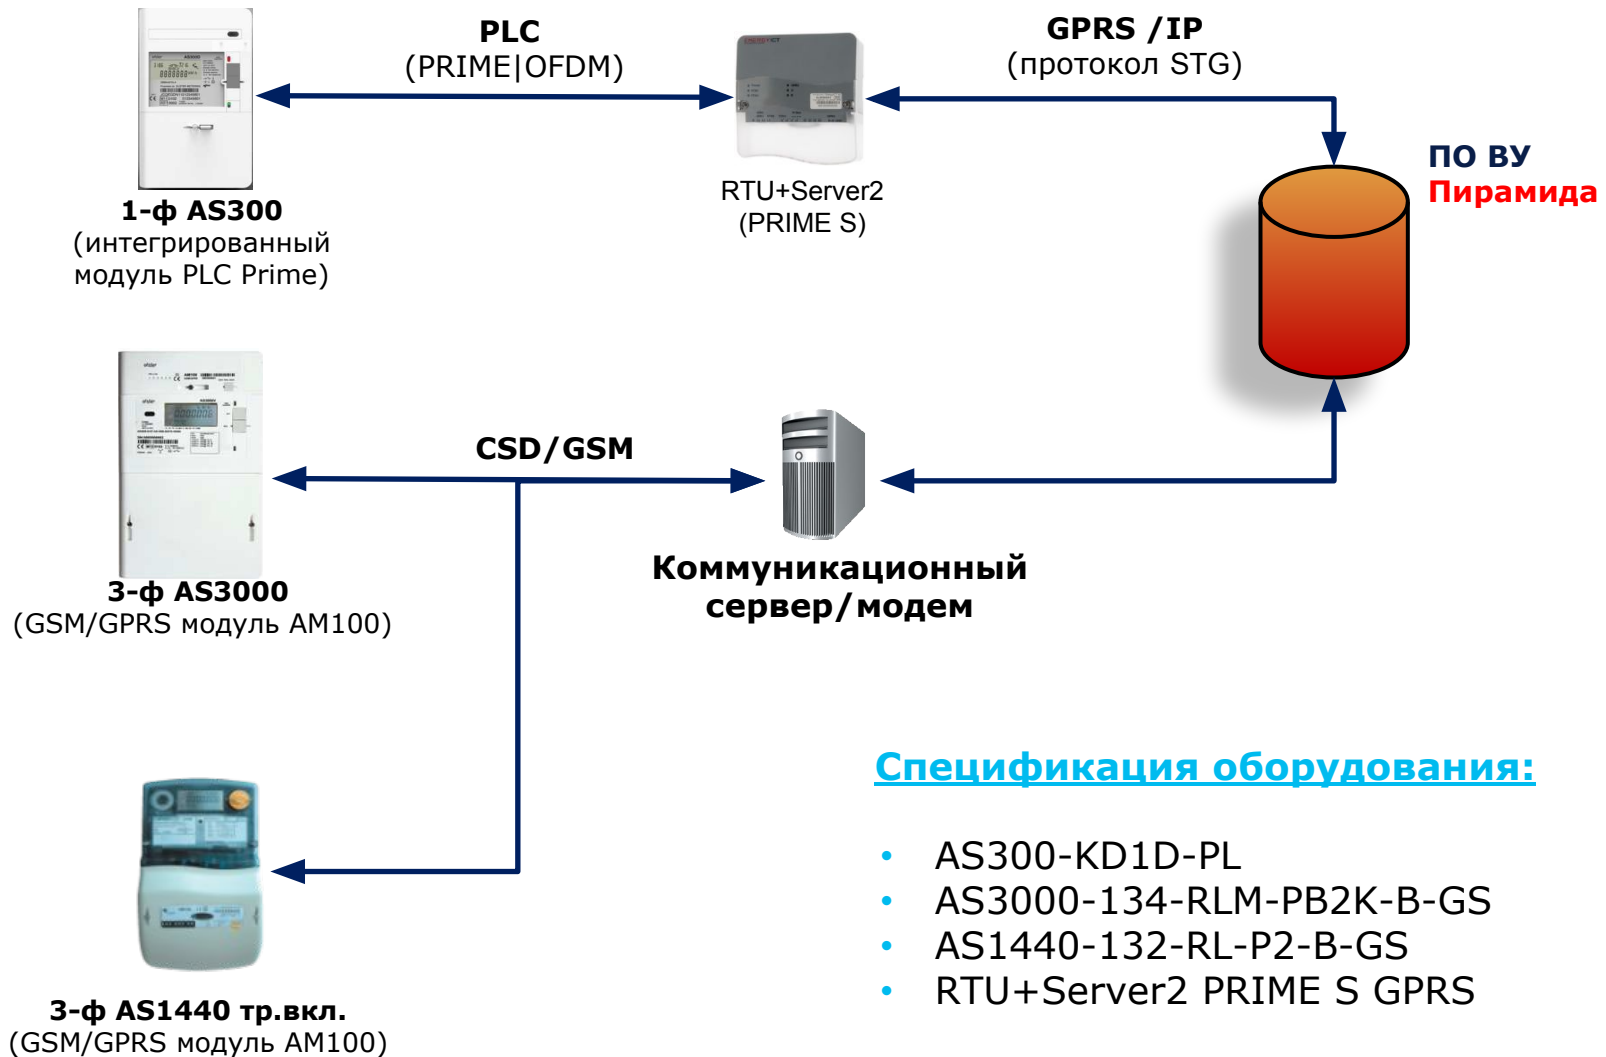 PLC
(PRIME|OFDM)
GPRS /IP
(протокол STG)
ПО ВУ
Пирамида
1-ф AS300
(интегрированный
модуль PLC Prime)
RTU+Server2
(PRIME S)
CSD/GSM
3-ф AS3000
(GSM/GPRS модуль AM100)
Коммуникационный
сервер/модем
3-ф AS1440 тр.вкл.
(GSM/GPRS модуль AM100)
Спецификация оборудования:
• AS300-KD1D-PL
• AS3000-134-RLM-PB2K-B-GS
• AS1440-132-RL-P2-B-GS
• RTU+Server2 PRIME S GPRS